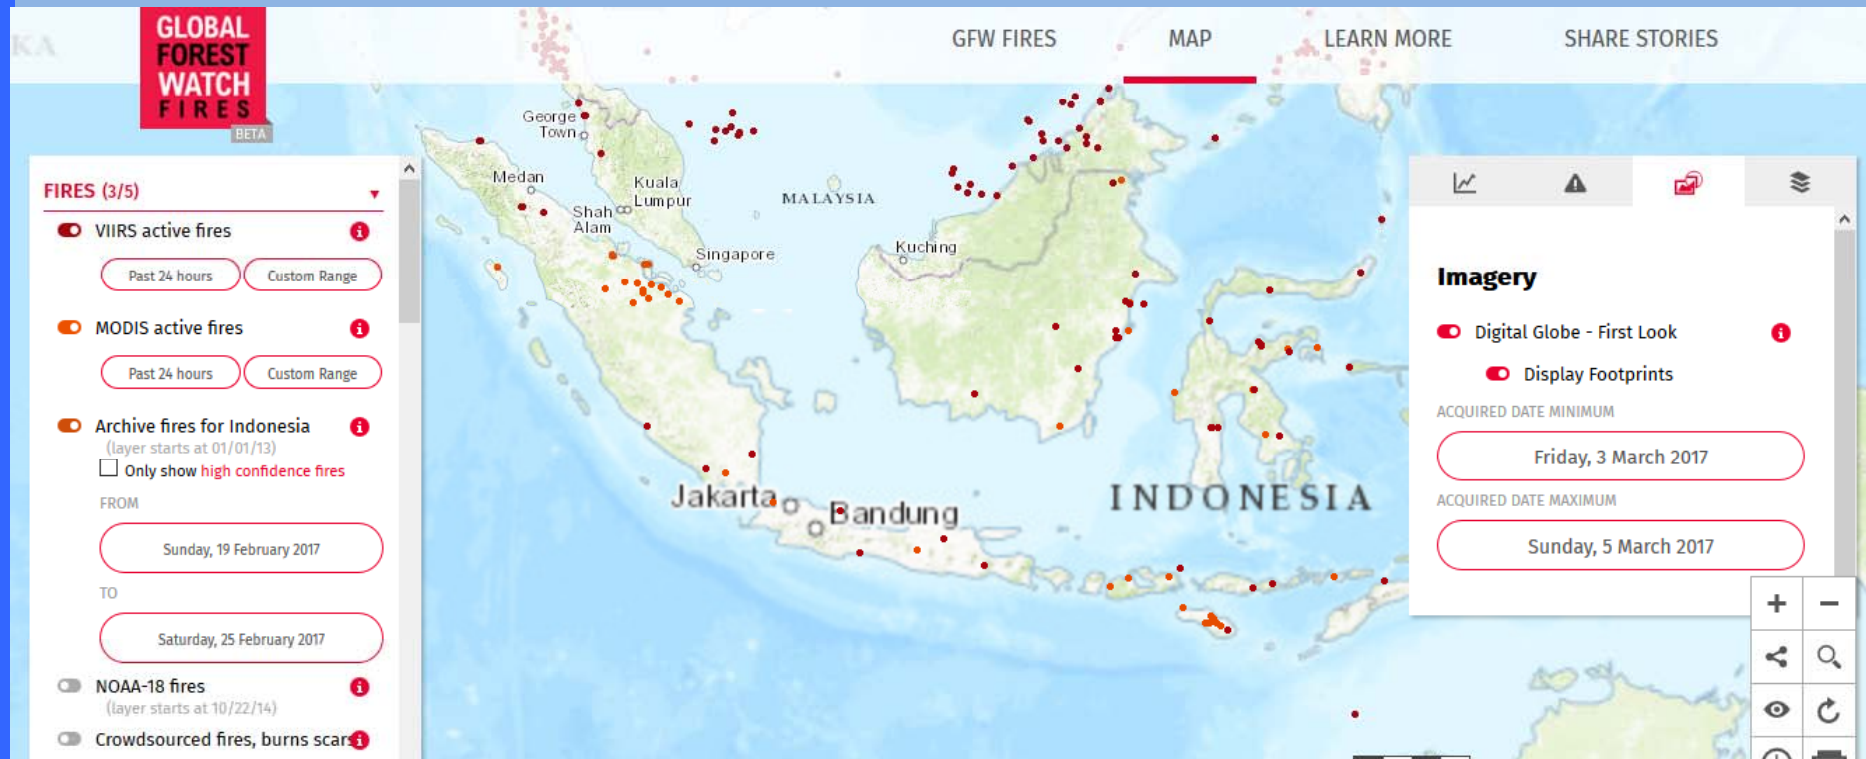 KA
GLOBAL
FOREST
WATCH
FIRES
BETA
GFW FIRES
MAP
LEARN MORE
SHARE STORIES
FIRES (3/5)
VIIRS active fires
Past 24 hours
Custom Range
MODIS active fires
Past 24 hours
Custom Range
Archive fires for Indonesia
(layer starts at 01/01/13)
Only show high confidence fires
FROM
Sunday, 19 February 2017
TO
Saturday, 25 February 2017
NOAA-18 fires
(layer starts at 10/22/14)
Crowdsourced fires, burns scars
George
Town
Medan
Kuala
Lumpur
Shah
Alam
Singapore
MALAYSIA
Kuching
Jakarta
Bandung
INDONESIA
Imagery
Digital Globe - First Look
Display Footprints
ACQUIRED DATE MINIMUM
Friday, 3 March 2017
ACQUIRED DATE MAXIMUM
Sunday, 5 March 2017